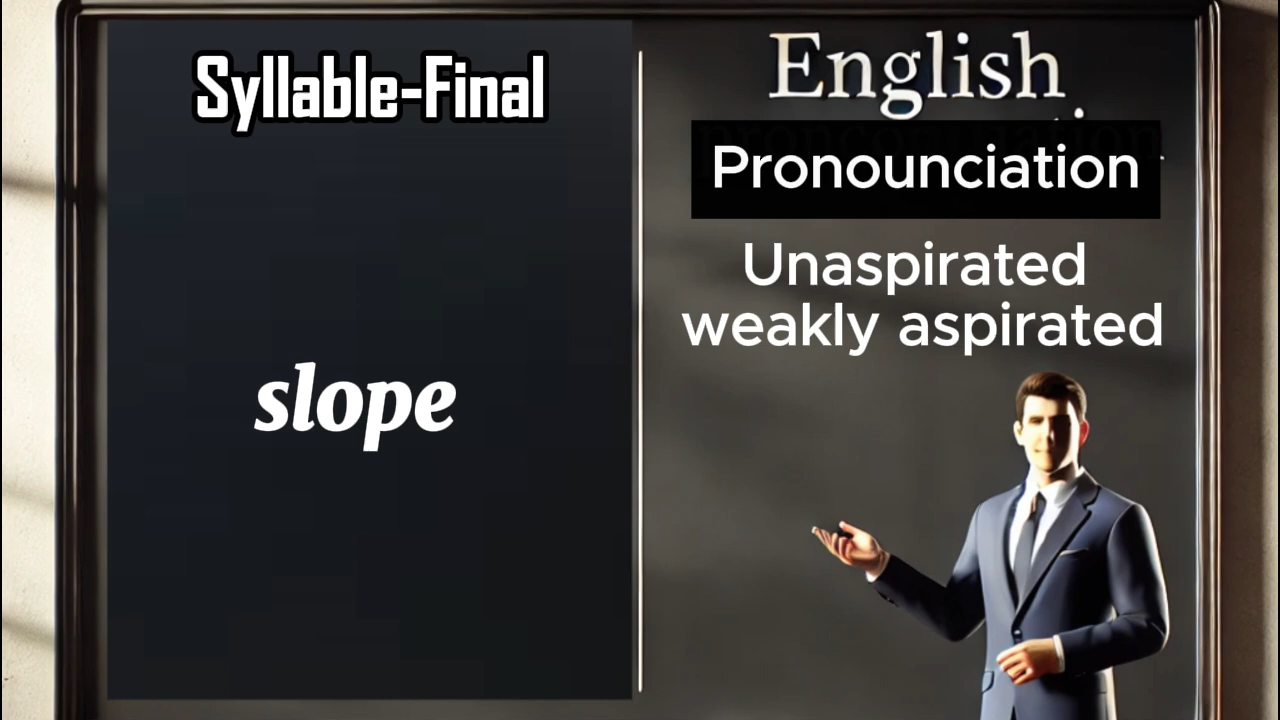 Syllable-Final
slope
English
Pronounciation
Unaspirated
weakly aspirated